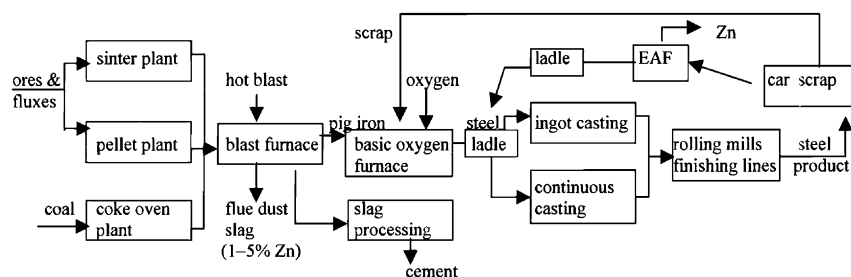 scrap
Zn
ladle
EAF
sinter plant
ores &
fluxes
hot blast
oxygen
car scrap
pig iron
steel
ingot casting
pellet plant
blast furnace
basic oxygen
furnace
ladle
rolling mills
finishing lines
steel
product
coal
coke oven
plant
flue dust
slag
(1–5% Zn)
slag
processing
continuous
casting
cement